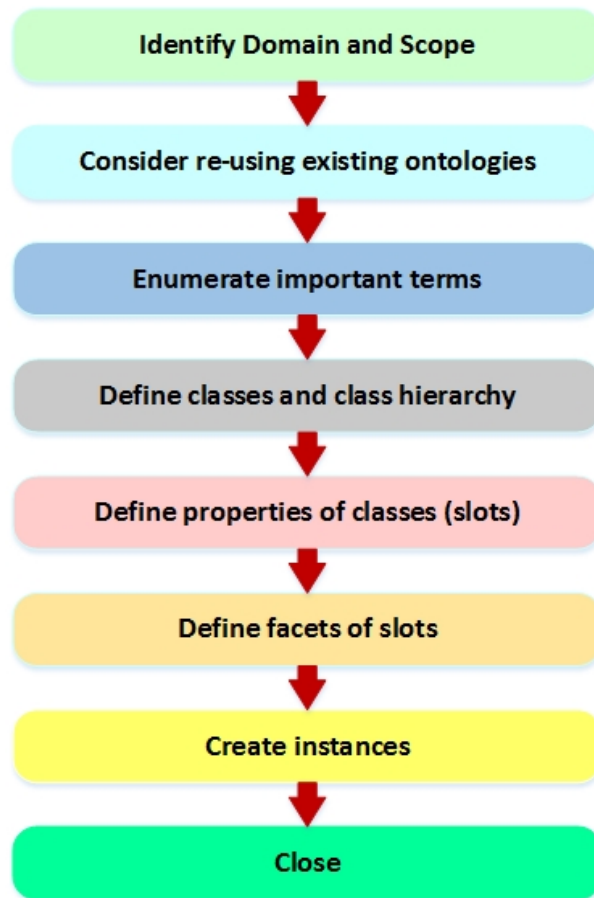 Identify Domain and Scope
Consider re-using existing ontologies
Enumerate important terms
Define classes and class hierarchy
Define properties of classes (slots)
Define facets of slots
Create instances
Close